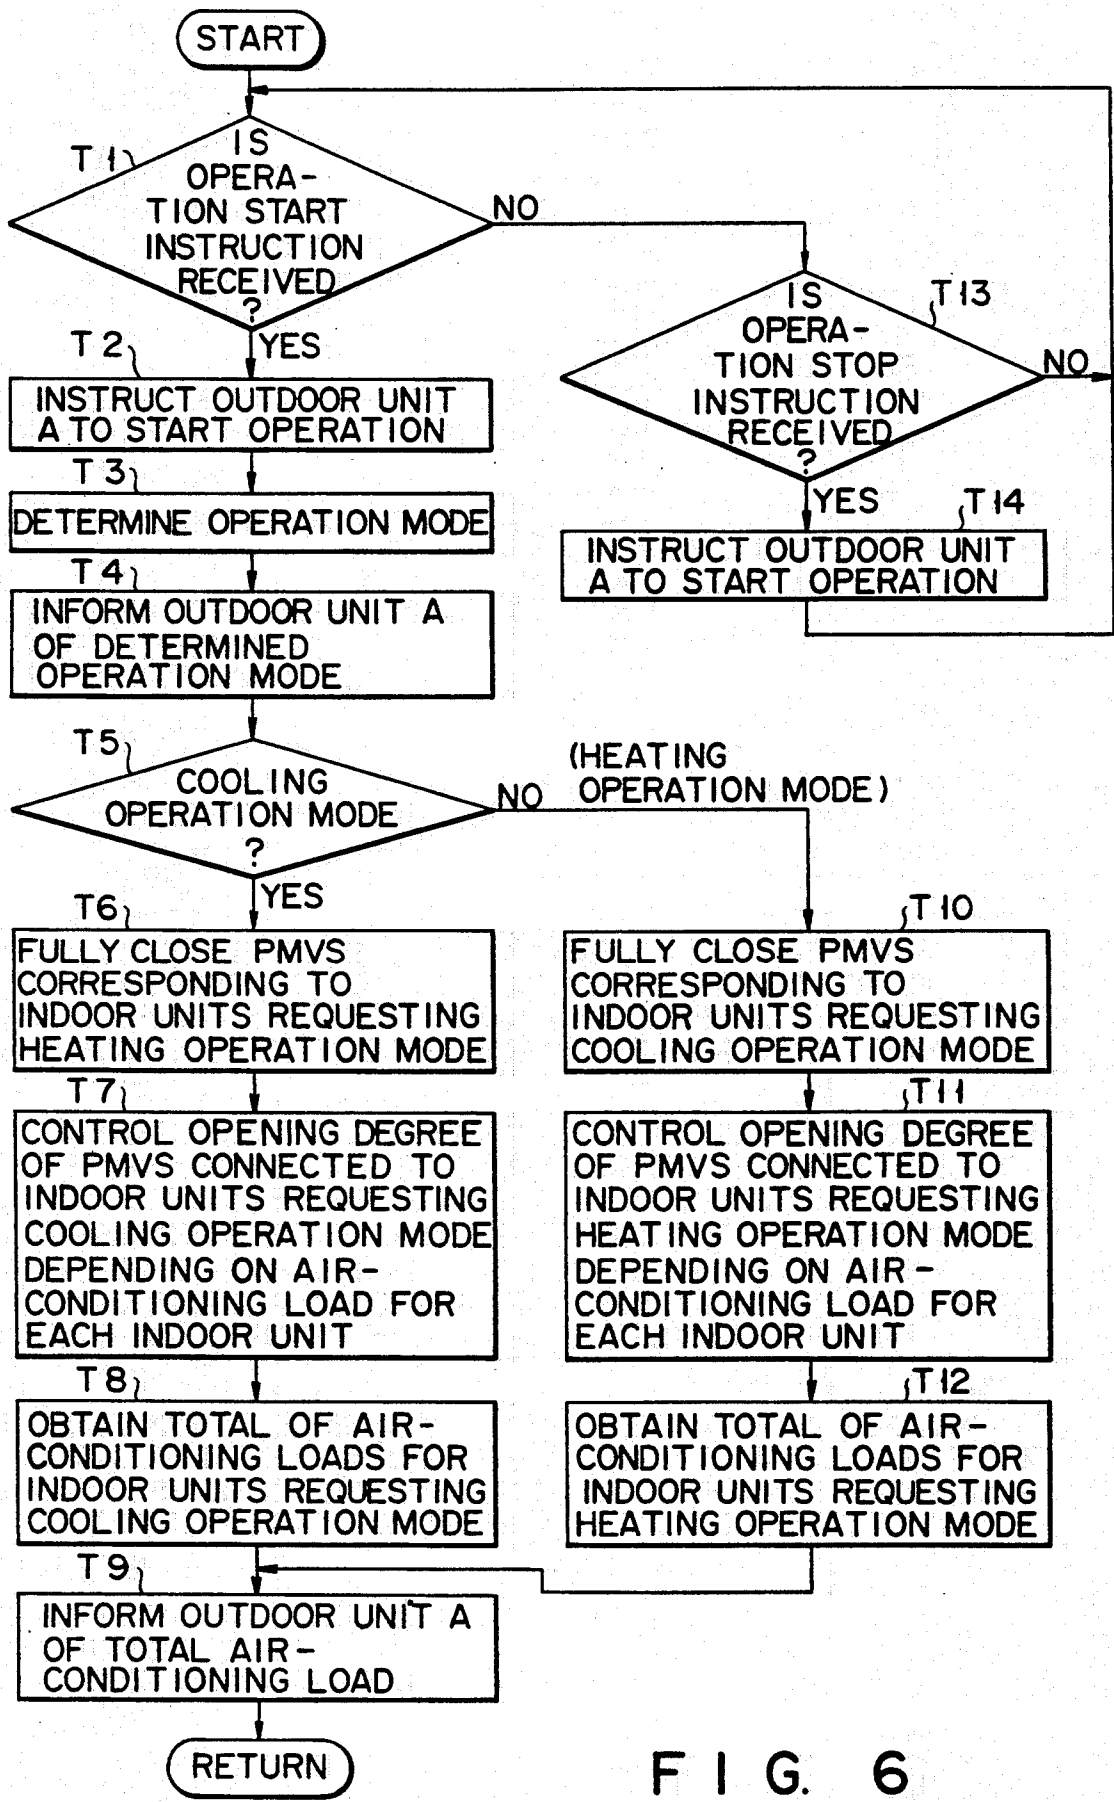 START
T1
IS
OPERA-
TION START
INSTRUCTION
RECEIVED
?
NO
YES
T13
IS
OPERA-
TION STOP
INSTRUCTION
RECEIVED
?
NO
YES
T2
INSTRUCT OUTDOOR UNIT
A TO START OPERATION
T14
INSTRUCT OUTDOOR UNIT
A TO START OPERATION
T3
DETERMINE OPERATION MODE
T4
INFORM OUTDOOR UNIT A
OF DETERMINED
OPERATION MODE
T5
COOLING
OPERATION MODE
?
NO
(HEATING
OPERATION MODE)
YES
T6
FULLY CLOSE PMVS
CORRESPONDING TO
INDOOR UNITS REQUESTING
HEATING OPERATION MODE
T7
CONTROL OPENING DEGREE
OF PMVS CONNECTED TO
INDOOR UNITS REQUESTING
COOLING OPERATION MODE
DEPENDING ON AIR-
CONDITIONING LOAD FOR
EACH INDOOR UNIT
T8
OBTAIN TOTAL OF AIR-
CONDITIONING LOADS FOR
INDOOR UNITS REQUESTING
COOLING OPERATION MODE
T10
FULLY CLOSE PMVS
CORRESPONDING TO
INDOOR UNITS REQUESTING
COOLING OPERATION MODE
T11
CONTROL OPENING DEGREE
OF PMVS CONNECTED TO
INDOOR UNITS REQUESTING
HEATING OPERATION MODE
DEPENDING ON AIR-
CONDITIONING LOAD FOR
EACH INDOOR UNIT
T12
OBTAIN TOTAL OF AIR-
CONDITIONING LOADS FOR
INDOOR UNITS REQUESTING
HEATING OPERATION MODE
T9
INFORM OUTDOOR UNIT A
OF TOTAL AIR-
CONDITIONING LOAD
RETURN
FIG. 6